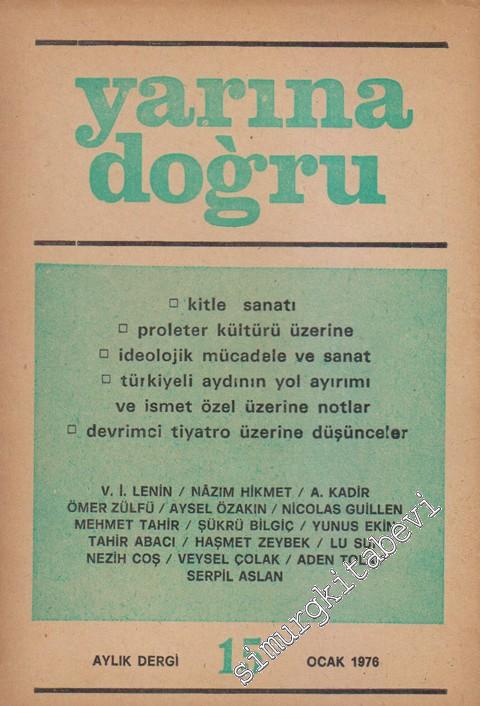 yarına
doğru
□ kitle sanatı
□ proleter kültürü üzerine
□ ideolojik mücadele ve sanat
□ türkiyeli aydının yol ayırımı
ve ismet özel üzerine notlar
□ devrimci tiyatro üzerine düşünceler
V. İ. LENİN / NÂZIM HİKMET / A. KADİR
ÖMER ZÜLFÜ / AYSEL ÖZAKIN / NICOLAS GUILLEN
MEHMET TAHİR / ŞÜKRÜ BİLGİÇ / YUNUS EKİN
TAHİR ABACI / HAŞMET ZEYBEK / LU SUN
NEZİH COŞ / VEYSEL ÇOLAK / ADEN
SERPİL ASLAN
AYLIK DERGİ 15 OCAK 1976
simurgkitabevi